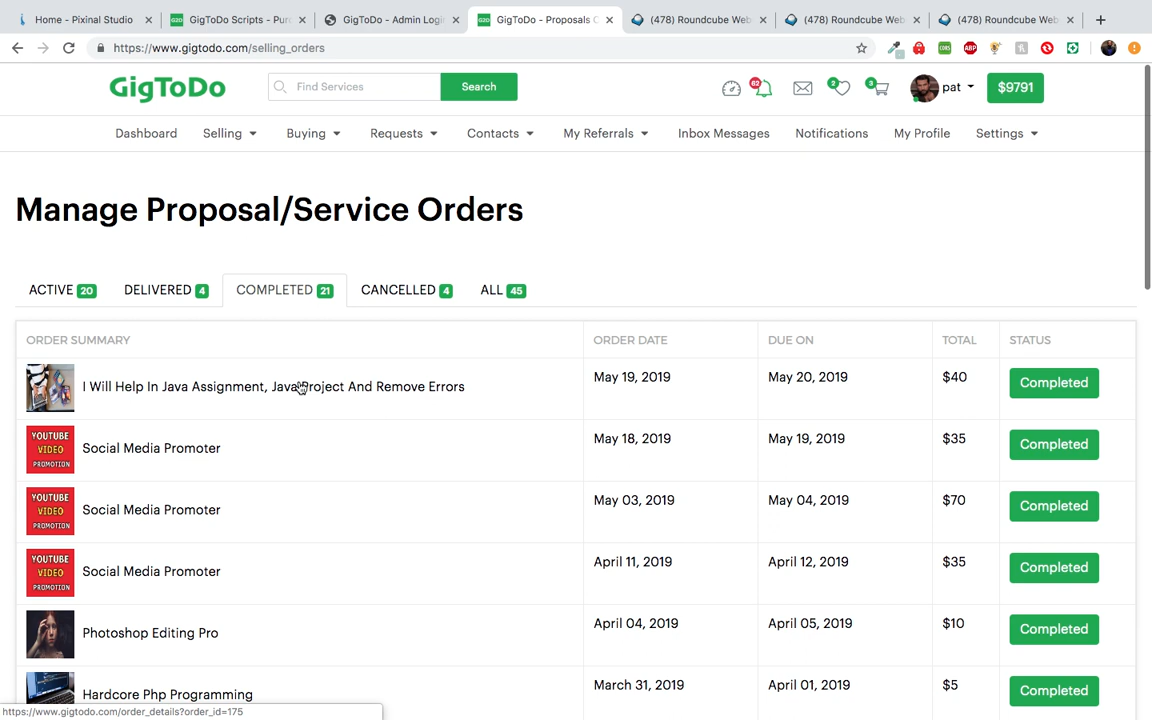 Home - Pixinal Studio
GigToDo Scripts - Pur
GigToDo - Admin Login
GigToDo - Proposals C
(478) Roundcube Web
(478) Roundcube Web
(478) Roundcube Web
https://www.gigtodo.com/selling_orders
CORS
ABP
GigToDo
Find Services
Search
62
2
3
pat
$9791
Dashboard
Selling
Buying
Requests
Contacts
My Referrals
Inbox Messages
Notifications
My Profile
Settings
Manage Proposal/Service Orders
ACTIVE 20
DELIVERED 4
COMPLETED 21
CANCELLED 4
ALL 45
ORDER SUMMARY ORDER DATE DUE ON TOTAL STATUS
I Will Help In Java Assignment, Java Project And Remove Errors May 19, 2019 May 20, 2019 $40 Completed
YOUTUBE
VIDEO
PROMOTION
Social Media Promoter May 18, 2019 May 19, 2019 $35 Completed
YOUTUBE
VIDEO
PROMOTION
Social Media Promoter May 03, 2019 May 04, 2019 $70 Completed
YOUTUBE
VIDEO
PROMOTION
Social Media Promoter April 11, 2019 April 12, 2019 $35 Completed
Photoshop Editing Pro April 04, 2019 April 05, 2019 $10 Completed
Hardcore Php Programming March 31, 2019 April 01, 2019 $5 Completed
https://www.gigtodo.com/order_details?order_id=175